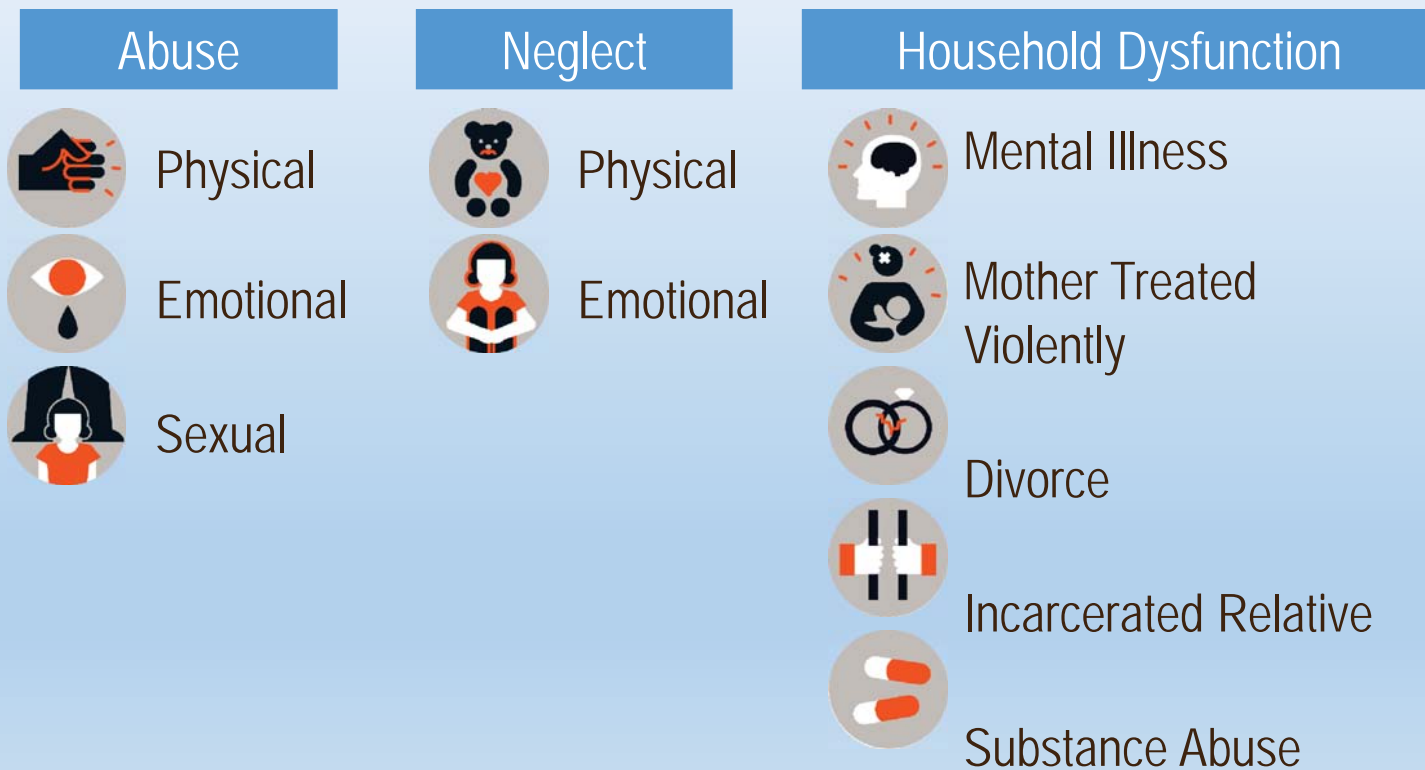 Abuse
Physical
Emotional
Sexual
Neglect
Physical
Emotional
Household Dysfunction
Mental Illness
Mother Treated
Violently
Divorce
Incarcerated Relative
Substance Abuse